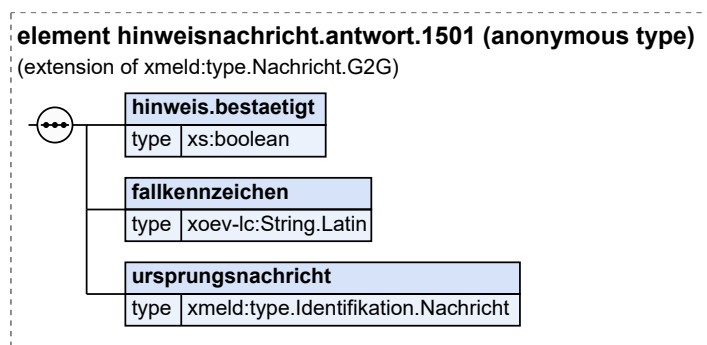 element hinweisnachricht.antwort.1501 (anonymous type)
(extension of xmeld:type.Nachricht.G2G)
hinweis.bestaetigt
type xs:boolean
fallkennzeichen
type xoev-lc:String.Latin
ursprungsnachricht
type xmeld:type.Identifikation.Nachricht